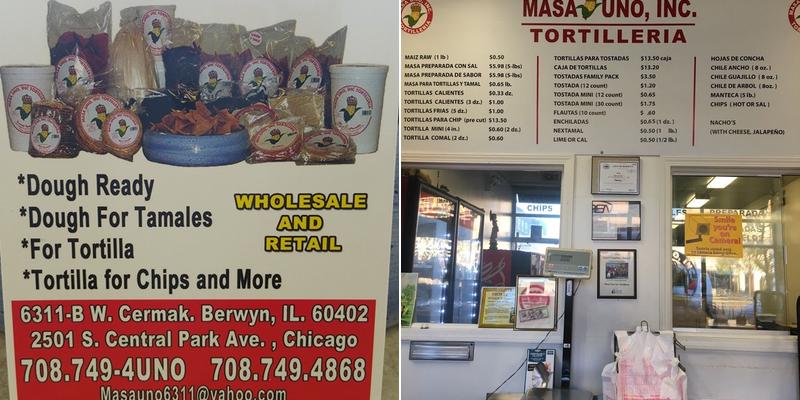 *Dough Ready
*Dough For Tamales
*For Tortilla
*Tortilla for Chips and More
WHOLESALE
AND
RETAIL
6311-B W. Cermak. Berwyn, IL. 60402
2501 S. Central Park Ave. , Chicago
708.749-4UNO 708.749.4868
Masauno6311@yahoo.com
MASA UNO, INC.
TORTILLERIA
MAIZ RAW (1 lb) $0.50
MASA PREPARADA CON SAL $5.98 (5-lbs)
MASA PREPARADA DE SABOR $5.98 (5-lbs)
MASA PARA TORTILLAS Y TAMAL $0.65 lb.
TORTILLAS CALIENTES $0.33 dz.
TORTILLAS CALIENTES (3 dz.) $1.00
TORTILLAS FRIAS (5 dz.) $1.00
TORTILLAS PARA CHIP (pre cut) $13.50
TORTILLA MINI (4 in.) $0.60 (2 dz.)
TORTILLA COMAL (2 dz.) $0.60
TORTILLAS PARA TOSTADAS $13.50 caja
CAJA DE TORTILLAS $13.20
TOSTADAS FAMILY PACK $3.50
TOSTADA (12 count) $1.20
TOSTADA MINI (12 count) $0.65
TOSTADA MINI (30 count) $1.75
FLAUTAS (10 count) $ .60
ENCHILADAS $0.65 (1 dz.)
NEXTAMAL $0.50 (1 lb.)
LIME OR CAL $0.50 (1/2 lb.)
HOJAS DE CONCHA
CHILE ANCHO ( 8 oz. )
CHILE GUAJILLO ( 8 oz.)
CHILE DE ARBOL ( 8oz.)
MANTECA (5 lb.)
CHIPS ( HOT OR SAL )
NACHO'S
(WITH CHEESE, JALAPEÑO)
CHIPS
Smile
you're
on
Camera!